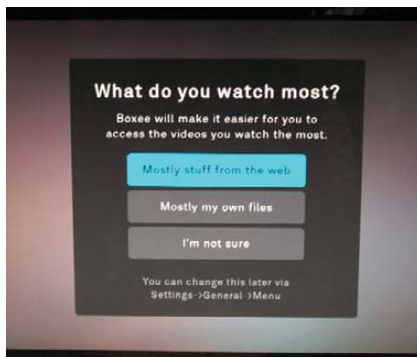 What do you watch most?
Boxee will make it easier for you to
access the videos you watch the most.
Mostly stuff from the web
Mostly my own files
I'm not sure
You can change this later via
Settings->General->Menu